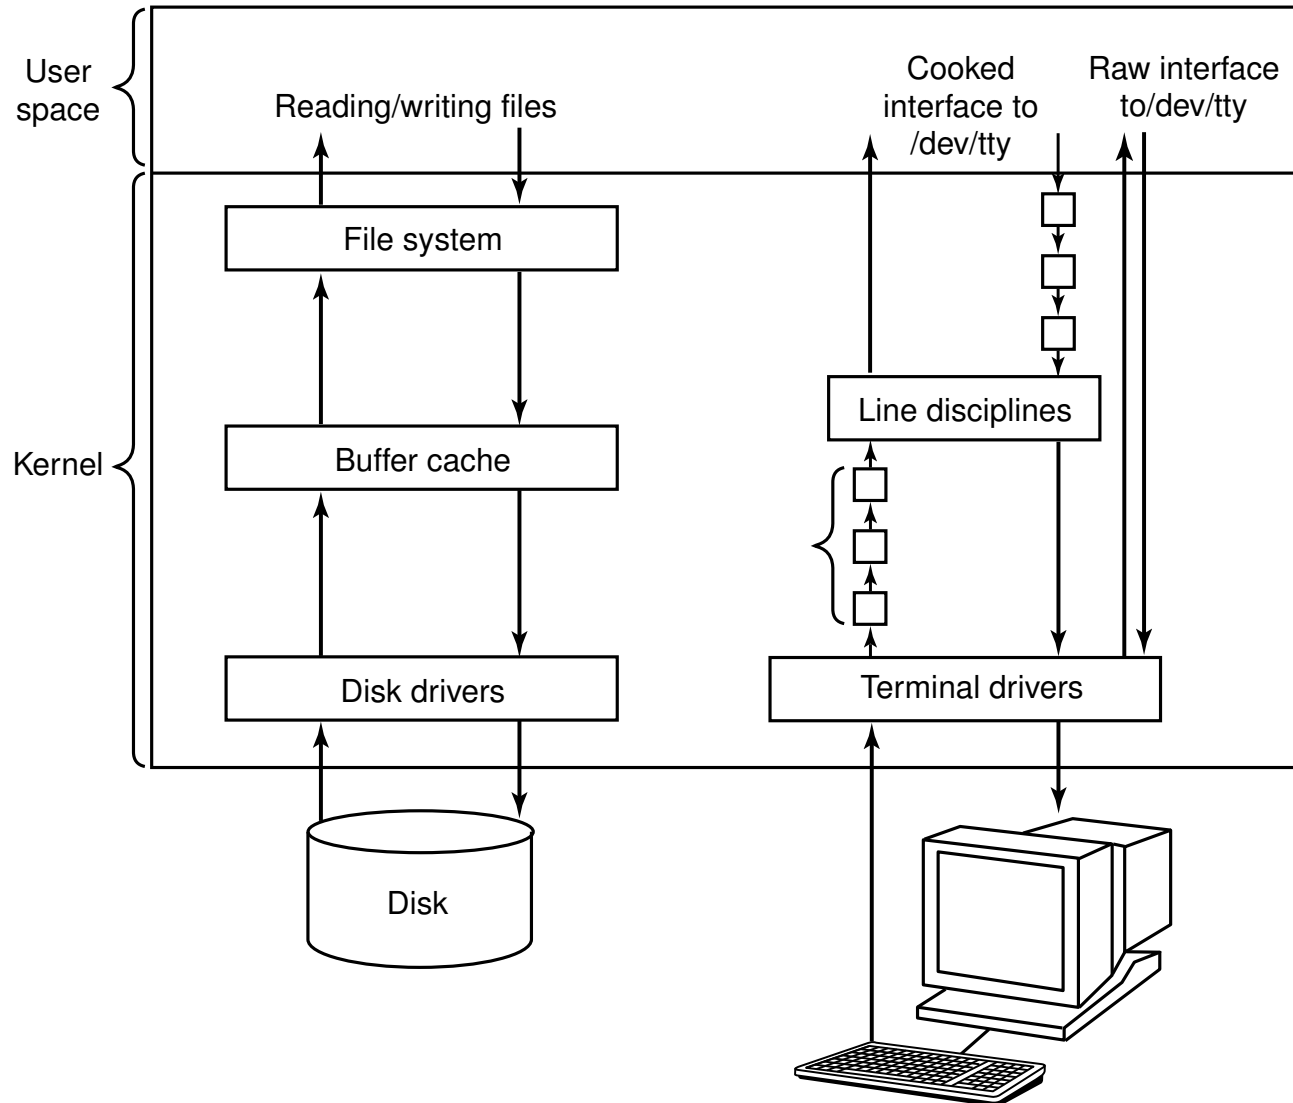 User
space
Reading/writing files
Cooked
interface to
/dev/tty
Raw interface
to/dev/tty
File system
Line disciplines
Kernel
Buffer cache
Disk drivers
Terminal drivers
Disk